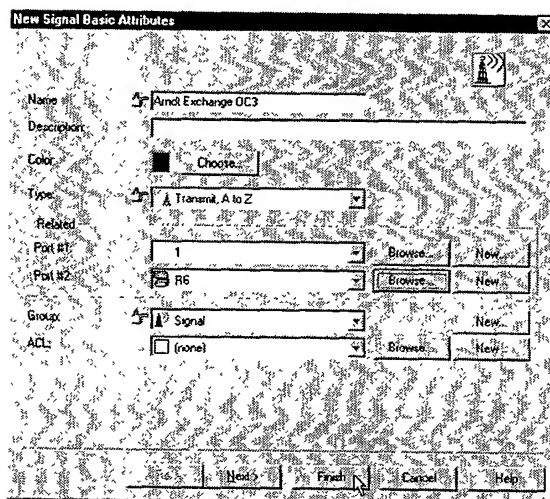 New Signal Basic Attributes
Name
Arndt Exchange OC3
Description:
Color
Choose...
Type:
Transmit, A to Z
Related
Port #1:
1
Browse...
New...
Port #2:
R6
Browse...
New...
Group:
Signal
New...
ACL:
(none)
Browse...
New...
Next >
Finish
Cancel
Help